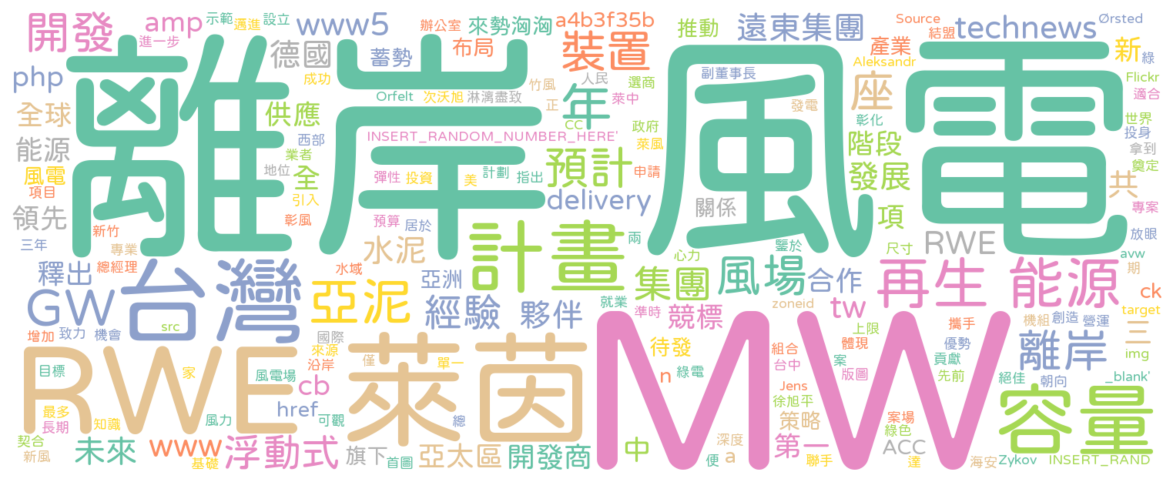 離岸風電
開發 amp www5 德國 蓄勢 布局 來勢洶洶 a4b3f35b 裝置 推動 遠東集團 產業 technews 新
示範 邁進 設立 辦公室 進一步 Source 結盟 Ørsted Aleksandr 綠 Flickr 適合
php 全球 供應 成功 Orfelt 次沃旭 淋漓盡致 竹風 正 人民 選商 萊中 年 副董事長 座 發電 彰化 世界 投身
能源 西部 業者 INSERT_RANDOM_NUMBER_HERE' CC 政府 萊風 階段 拿到 奠定
風電 地位 全 彈性 投資 美 計劃 指出 預計 申請 發展 共 專案
項目 引入 領先 新竹 彰風 預算 居於 delivery 關係 項 放眼
三年 專業 水泥 計畫 兩 心力 鑒於 尺寸 RWE avw 期
釋出 總經理 水域 亞洲 集團 風場 合作 再生 能源 ck
GW 台灣 亞泥 經驗 夥伴 就業 準時 競標 zoneid tw target
增加 致力 機會 src 國際 上限 攜手 機組 創造 營運 三 img
RWE 萊茵 MW 來源 沿岸 僅 單一 待發 組合 體現 優勢 離岸
目標 家 風電場 cb n 綠電 台中 案 貢獻 絕佳 _blank'
最多 長期 知識 風力 href 可觀 總 Jens 版圖 徐旭平 先前 朝向 容量
契合 新風 未來 www 基礎 浮動式 旗下 首圖 亞太區 開發商 中 深度 便 a 策略 第一 聯手 案場 綠色 ACC 達 海安 Zykov INSERT_RAND